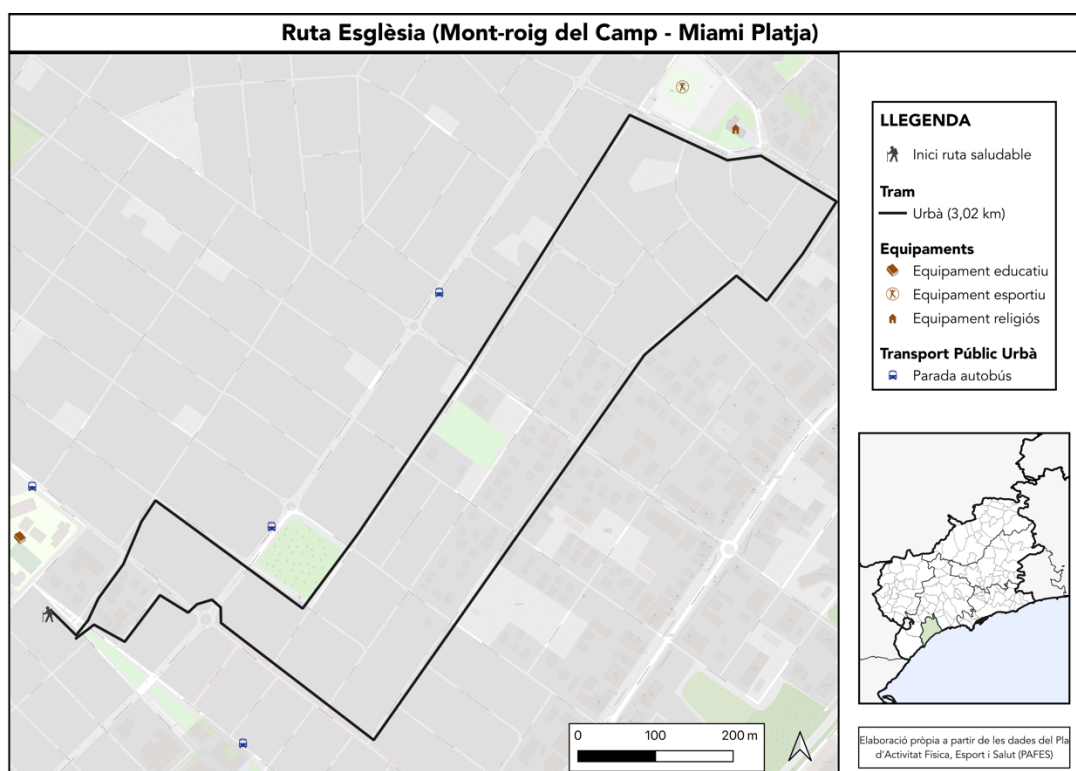 Ruta Esglèsia (Mont-roig del Camp - Miami Platja)
LLEGENDA
Inici ruta saludable
Tram
Urbà (3,02 km)
Equipaments
Equipament educatiu
Equipament esportiu
Equipament religiós
Transport Públic Urbà
Parada autobús
0 100 200 m
Elaboració pròpia a partir de les dades del Pla
d'Activitat Física, Esport i Salut (PAFES)